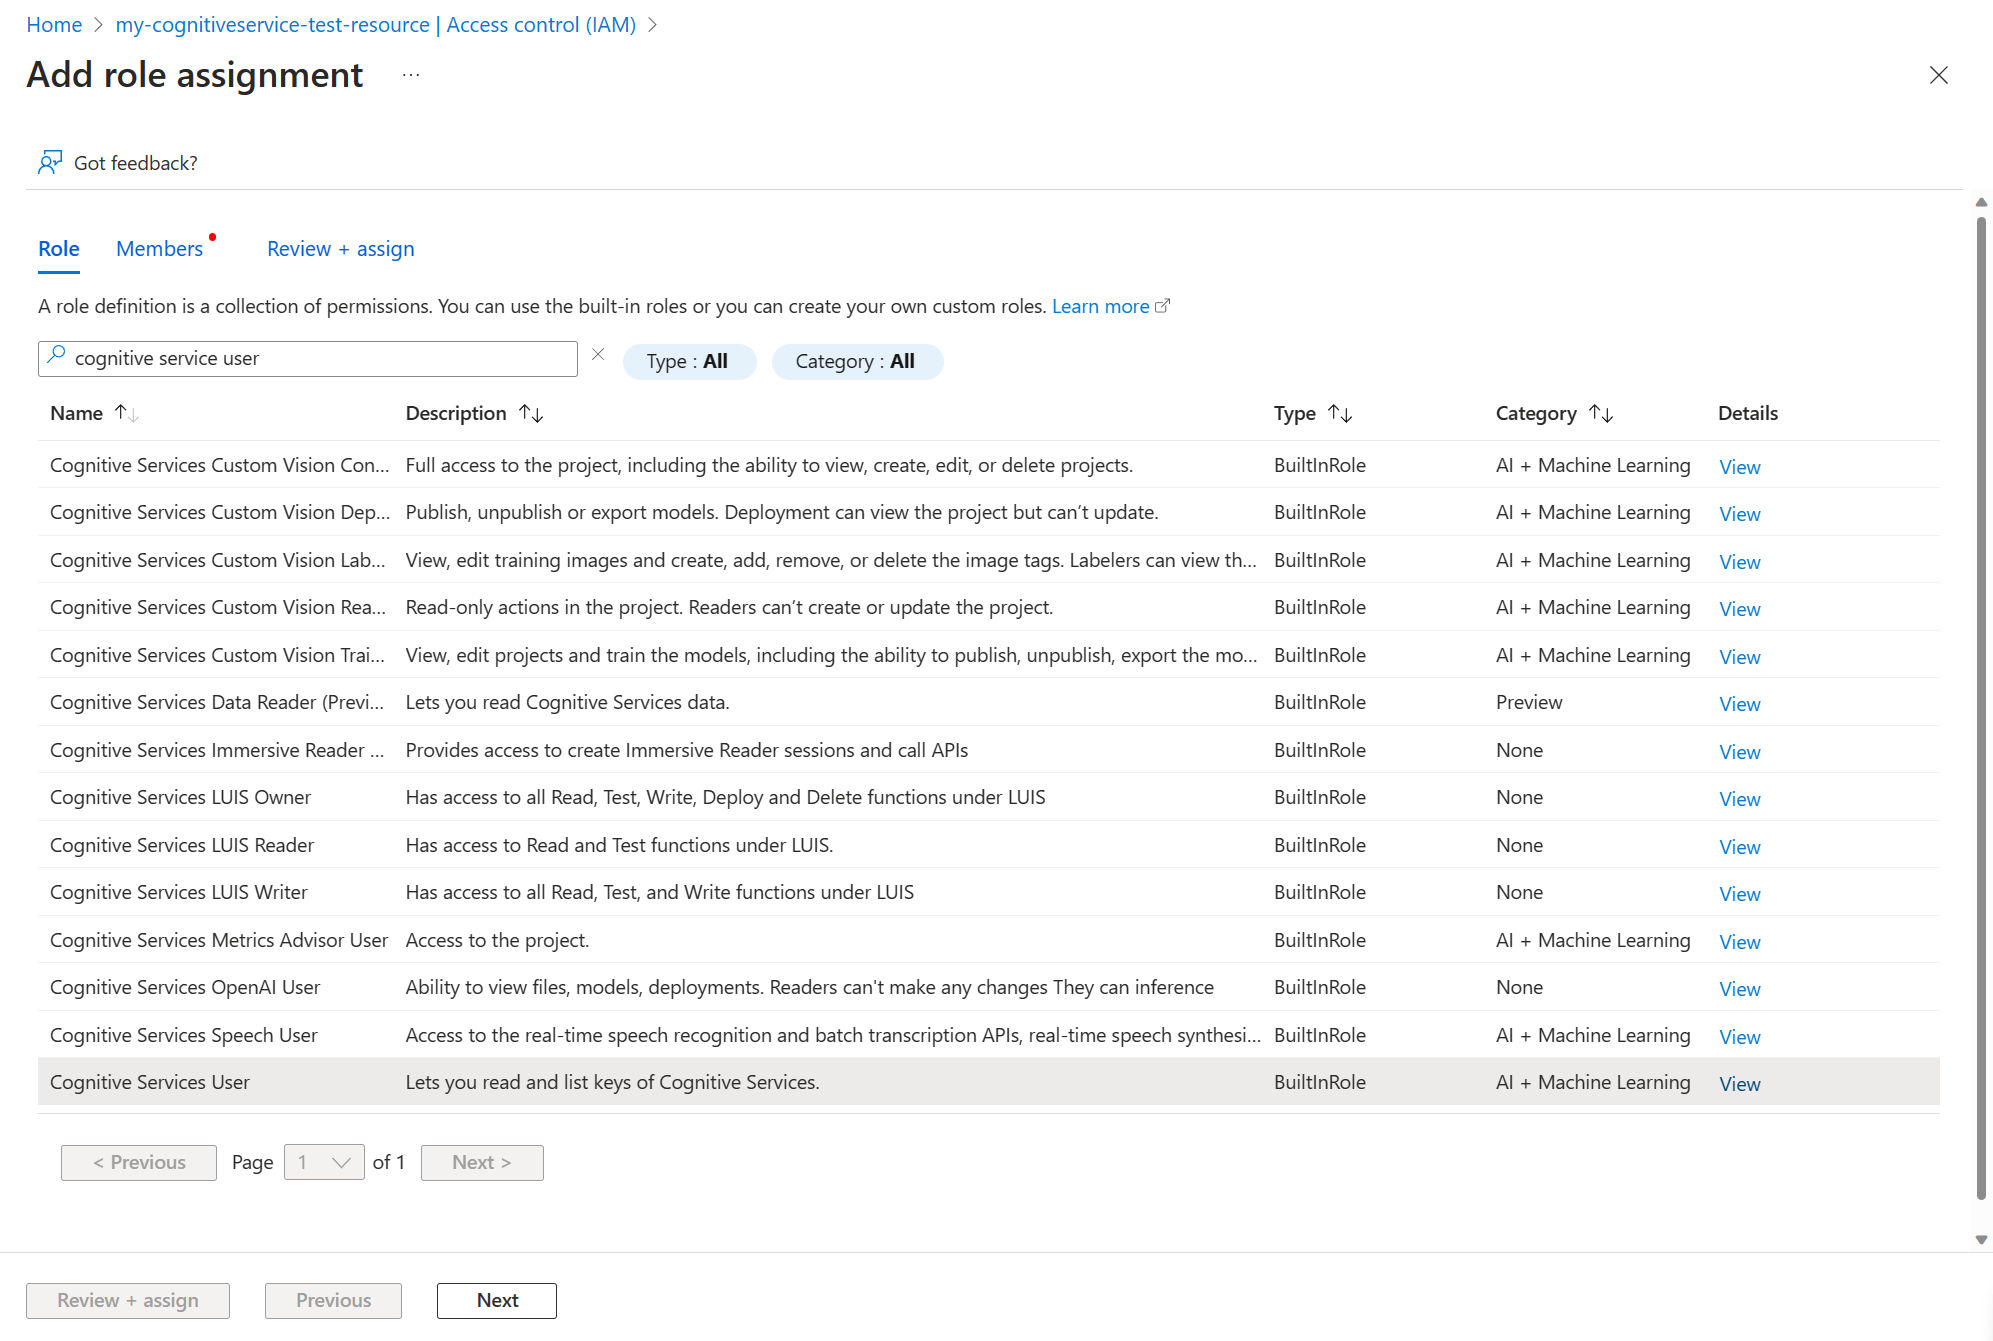 Home > my-cognitiveservice-test-resource | Access control (IAM) >
Add role assignment ...
Got feedback?
Role Members Review + assign
A role definition is a collection of permissions. You can use the built-in roles or you can create your own custom roles. Learn more
cognitive service user Type : All Category : All
Name Description Type Category Details
Cognitive Services Custom Vision Con... Full access to the project, including the ability to view, create, edit, or delete projects. BuiltInRole AI + Machine Learning View
Cognitive Services Custom Vision Dep... Publish, unpublish or export models. Deployment can view the project but can’t update. BuiltInRole AI + Machine Learning View
Cognitive Services Custom Vision Lab... View, edit training images and create, add, remove, or delete the image tags. Labelers can view th... BuiltInRole AI + Machine Learning View
Cognitive Services Custom Vision Rea... Read-only actions in the project. Readers can’t create or update the project. BuiltInRole AI + Machine Learning View
Cognitive Services Custom Vision Trai... View, edit projects and train the models, including the ability to publish, unpublish, export the mo... BuiltInRole AI + Machine Learning View
Cognitive Services Data Reader (Previ... Lets you read Cognitive Services data. BuiltInRole Preview View
Cognitive Services Immersive Reader ... Provides access to create Immersive Reader sessions and call APIs BuiltInRole None View
Cognitive Services LUIS Owner Has access to all Read, Test, Write, Deploy and Delete functions under LUIS BuiltInRole None View
Cognitive Services LUIS Reader Has access to Read and Test functions under LUIS. BuiltInRole None View
Cognitive Services LUIS Writer Has access to all Read, Test, and Write functions under LUIS BuiltInRole None View
Cognitive Services Metrics Advisor User Access to the project. BuiltInRole AI + Machine Learning View
Cognitive Services OpenAI User Ability to view files, models, deployments. Readers can't make any changes They can inference BuiltInRole None View
Cognitive Services Speech User Access to the real-time speech recognition and batch transcription APIs, real-time speech synthesi... BuiltInRole AI + Machine Learning View
Cognitive Services User Lets you read and list keys of Cognitive Services. BuiltInRole AI + Machine Learning View
< Previous Page 1 of 1 Next >
Review + assign Previous Next